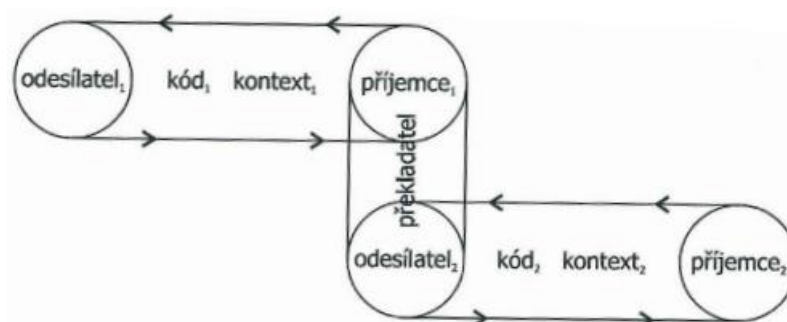 odesílatel₁ kód₁ kontext₁ příjemce₁
překladatel
odesílatel₂ kód₂ kontext₂ příjemce₂